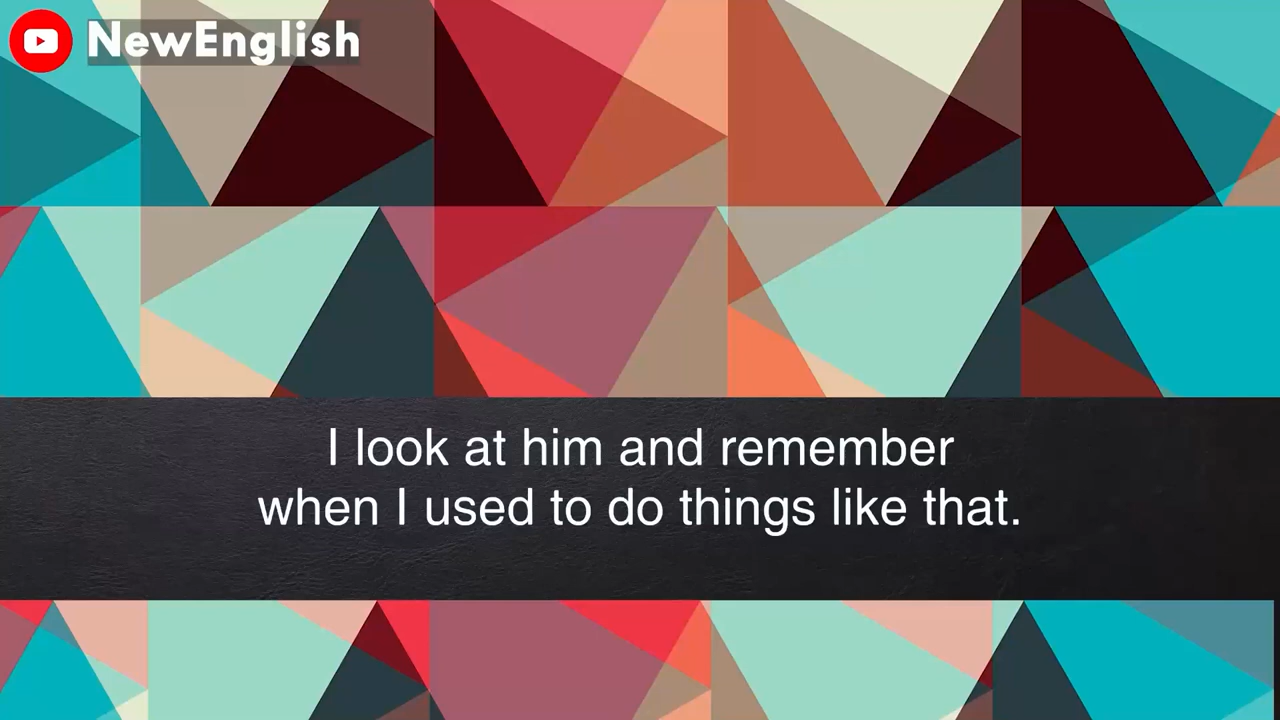 NewEnglish
I look at him and remember
when I used to do things like that.